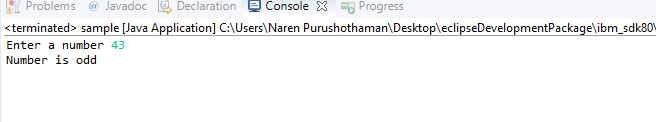 Problems @ Javadoc Declaration Console Progress
<terminated> sample [Java Application] C:\Users\Naren Purushothaman\Desktop\eclipseDevelopmentPackage\ibm_sdk80\
Enter a number 43
Number is odd